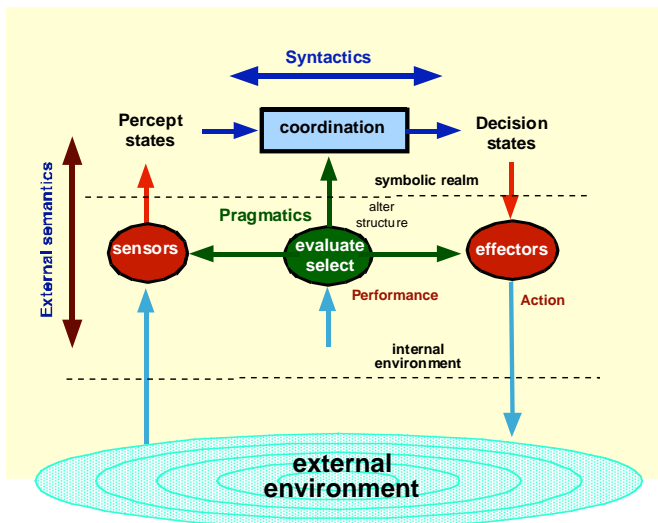 Syntactics
Percept
states
coordination
Decision
states
symbolic realm
External semantics
Pragmatics
alter
structure
sensors
evaluate
select
effectors
Performance
Action
internal
environment
external
environment